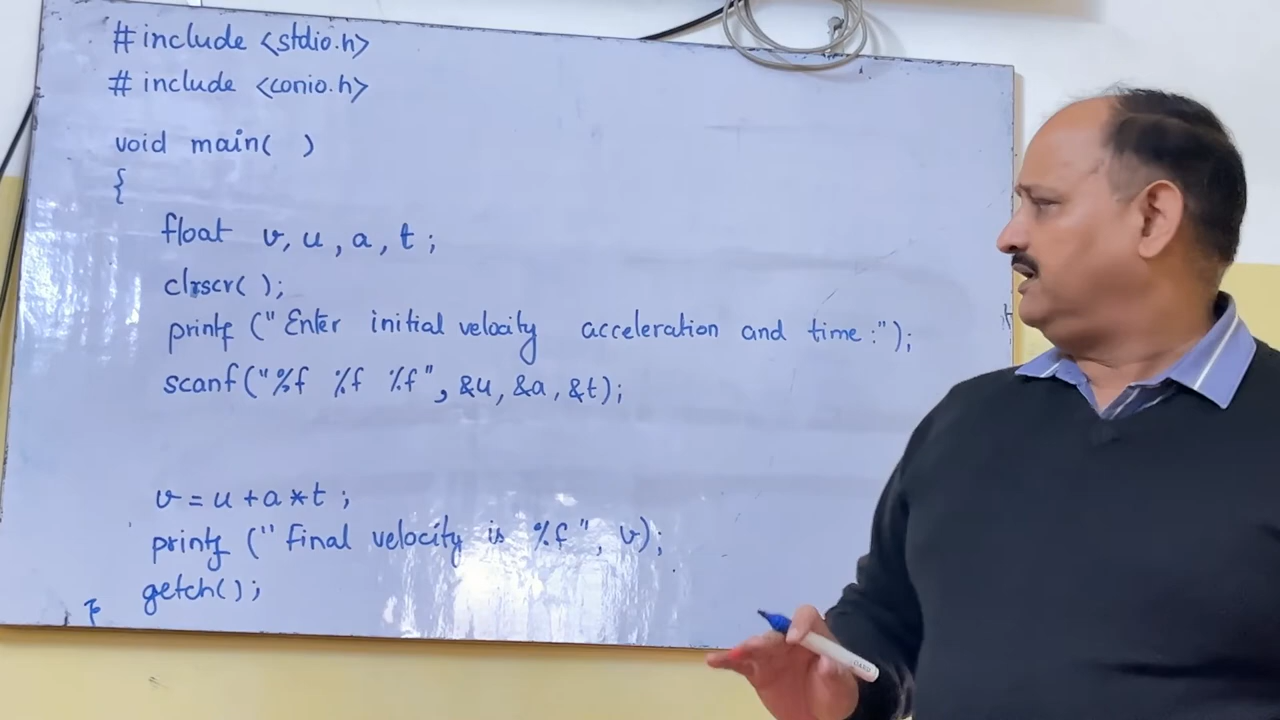 #include <stdio.h>
#include <conio.h>
void main( )
{
float v, u, a, t ;
clrscr( );
printf ("Enter initial velocity acceleration and time:");
scanf("%f %f %f", &u, &a, &t);
v = u + a * t ;
printf ("final velocity is %f", v);
getch();
}